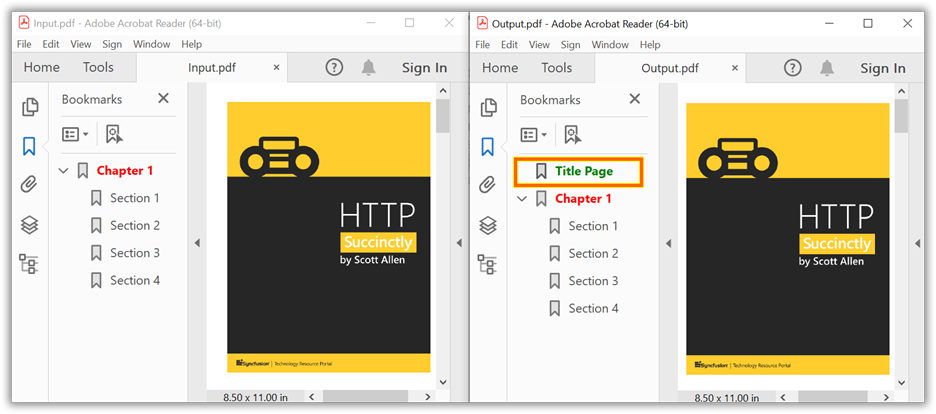 Input.pdf - Adobe Acrobat Reader (64-bit)
File Edit View Sign Window Help
Home Tools Input.pdf × ? Sign In
Bookmarks
Chapter 1
Section 1
Section 2
Section 3
Section 4
HTTP
Succinctly
by Scott Allen
Syncfusion | Technology Resource Portal
8.50 x 11.00 in
Output.pdf - Adobe Acrobat Reader (64-bit)
File Edit View Sign Window Help
Home Tools Output.pdf × ? Sign In
Bookmarks
Title Page
Chapter 1
Section 1
Section 2
Section 3
Section 4
HTTP
Succinctly
by Scott Allen
Syncfusion | Technology Resource Portal
8.50 x 11.00 in